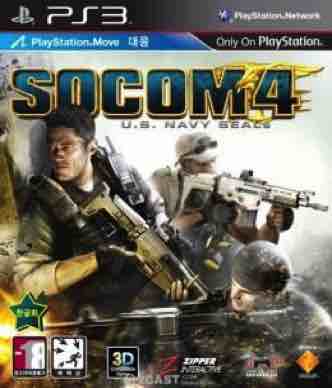 PS3
PlayStation Network
PlayStation Move 대응
Only On PlayStation
SOCOM 4
U.S. NAVY SEALs
한글화
18
3D
ZIPPER
INTERACTIVE